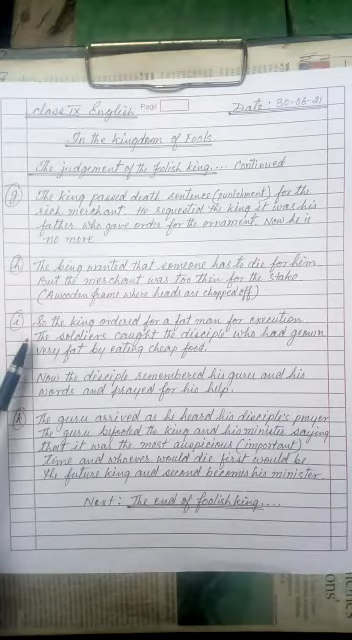 Class IX English Page
Date: 30-06-21
In the kingdom of Fools
The judgement of the foolish king.... continued
(g) The king passed death sentence (punishment) for the
rich merchant. He requested the king it was his
father who gave order for the ornament. Now he is
no more
(h) The king wanted that someone has to die for him
But the merchant was too thin for the stake
(A wooden frame where heads are chopped off)
(i) So the king ordered for a fat man for execution
The soldiers caught the disciple who had grown
very fat by eating cheap food.
Now the disciple remembered his guru and his
words and prayed for his help.
(k) The guru arrived as he heard his disciple's prayer
The guru befooled the king and his minister saying
that it was the most auspicious (important)
time and whoever would die first would be
the future king and second becomes his minister.
Next: The end of foolish king....
ons'